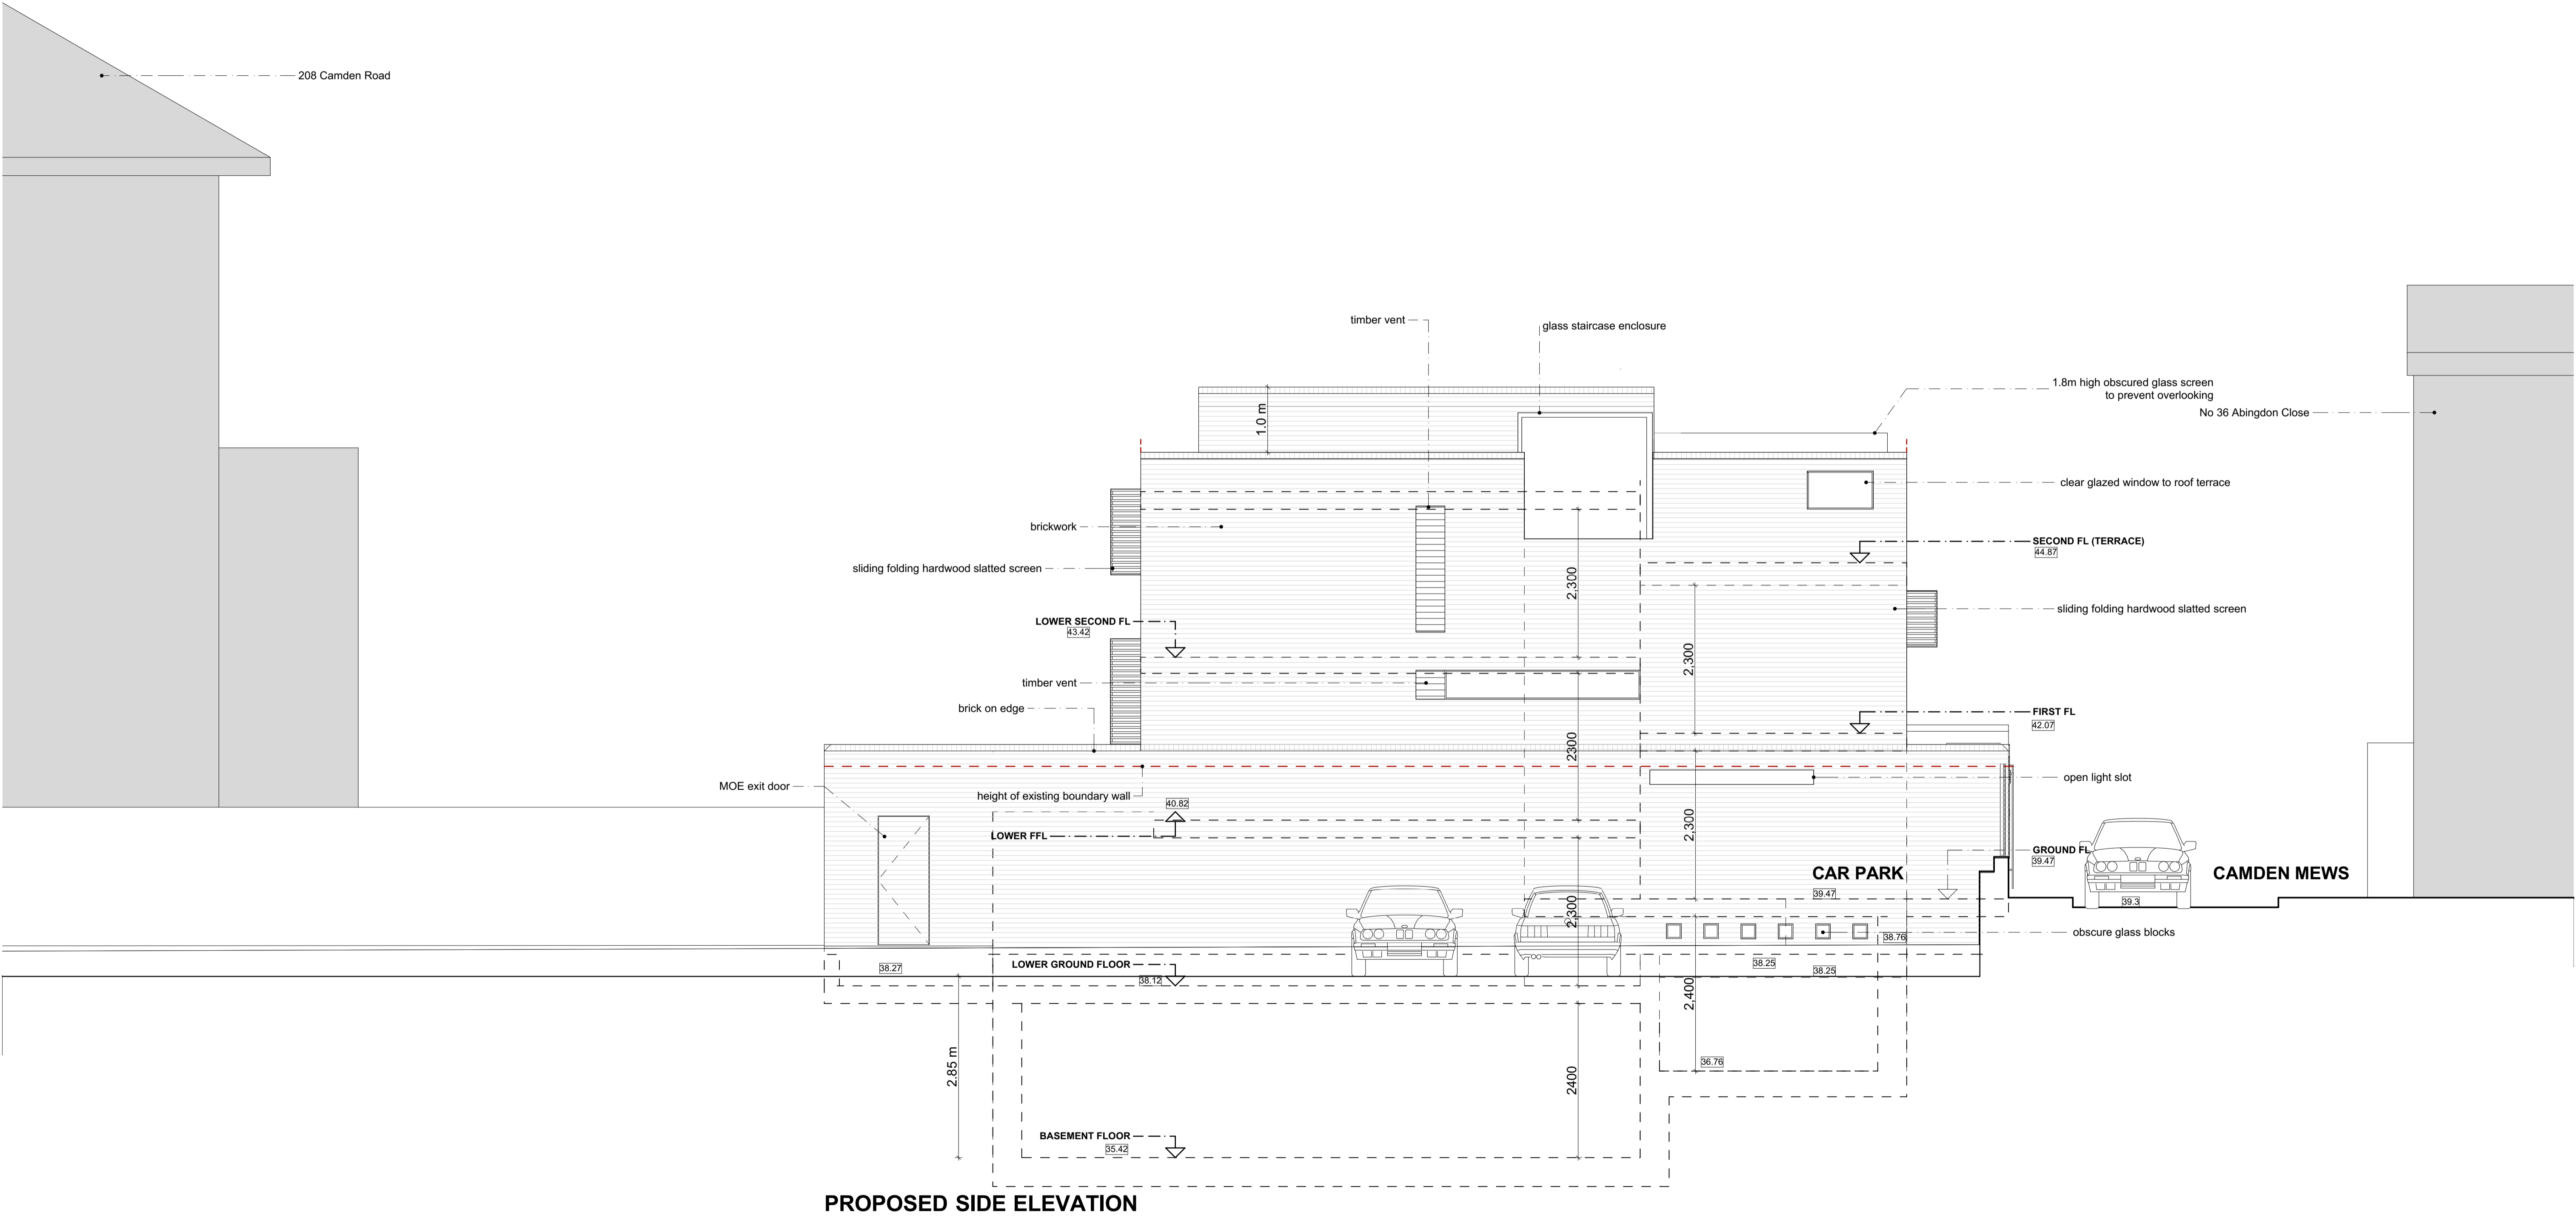 208 Camden Road
timber vent
glass staircase enclosure
1.8m high obscured glass screen
to prevent overlooking
No 36 Abingdon Close
1.0 m
clear glazed window to roof terrace
brickwork
SECOND FL (TERRACE)
44.87
sliding folding hardwood slatted screen
2,300
sliding folding hardwood slatted screen
LOWER SECOND FL
43.42
2,300
timber vent
brick on edge
FIRST FL
42.07
2300
open light slot
MOE exit door
height of existing boundary wall
40.82
2,300
LOWER FFL
GROUND FL
39.47
CAR PARK
CAMDEN MEWS
39.47
39.3
2,300
obscure glass blocks
38.76
38.27
LOWER GROUND FLOOR
38.12
38.25
38.25
2,400
2.85 m
36.76
2400
BASEMENT FLOOR
35.42
PROPOSED SIDE ELEVATION